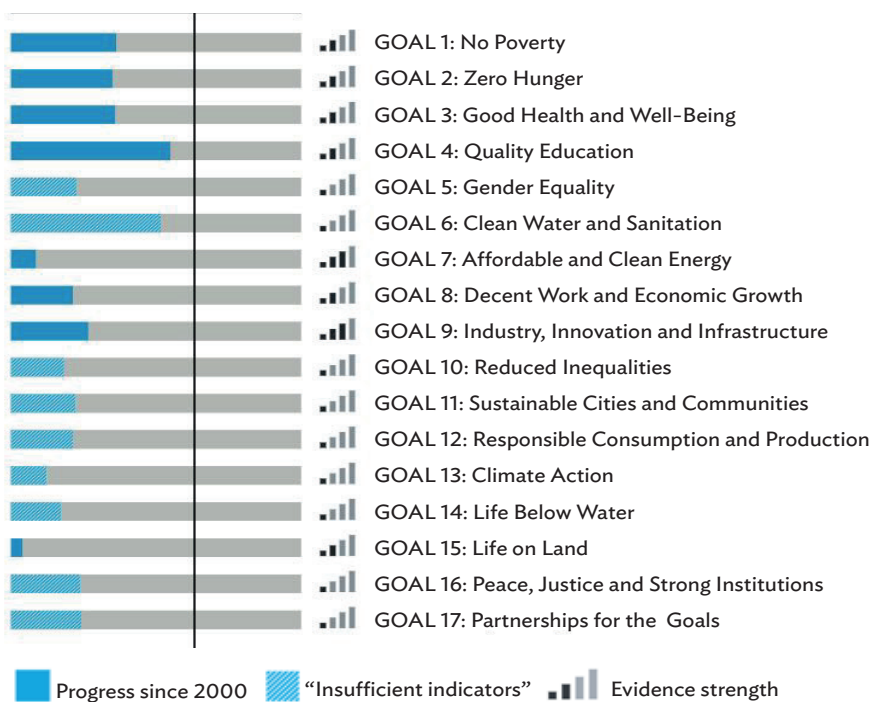 GOAL 1: No Poverty
GOAL 2: Zero Hunger
GOAL 3: Good Health and Well-Being
GOAL 4: Quality Education
GOAL 5: Gender Equality
GOAL 6: Clean Water and Sanitation
GOAL 7: Affordable and Clean Energy
GOAL 8: Decent Work and Economic Growth
GOAL 9: Industry, Innovation and Infrastructure
GOAL 10: Reduced Inequalities
GOAL 11: Sustainable Cities and Communities
GOAL 12: Responsible Consumption and Production
GOAL 13: Climate Action
GOAL 14: Life Below Water
GOAL 15: Life on Land
GOAL 16: Peace, Justice and Strong Institutions
GOAL 17: Partnerships for the Goals
Progress since 2000 “Insufficient indicators” Evidence strength